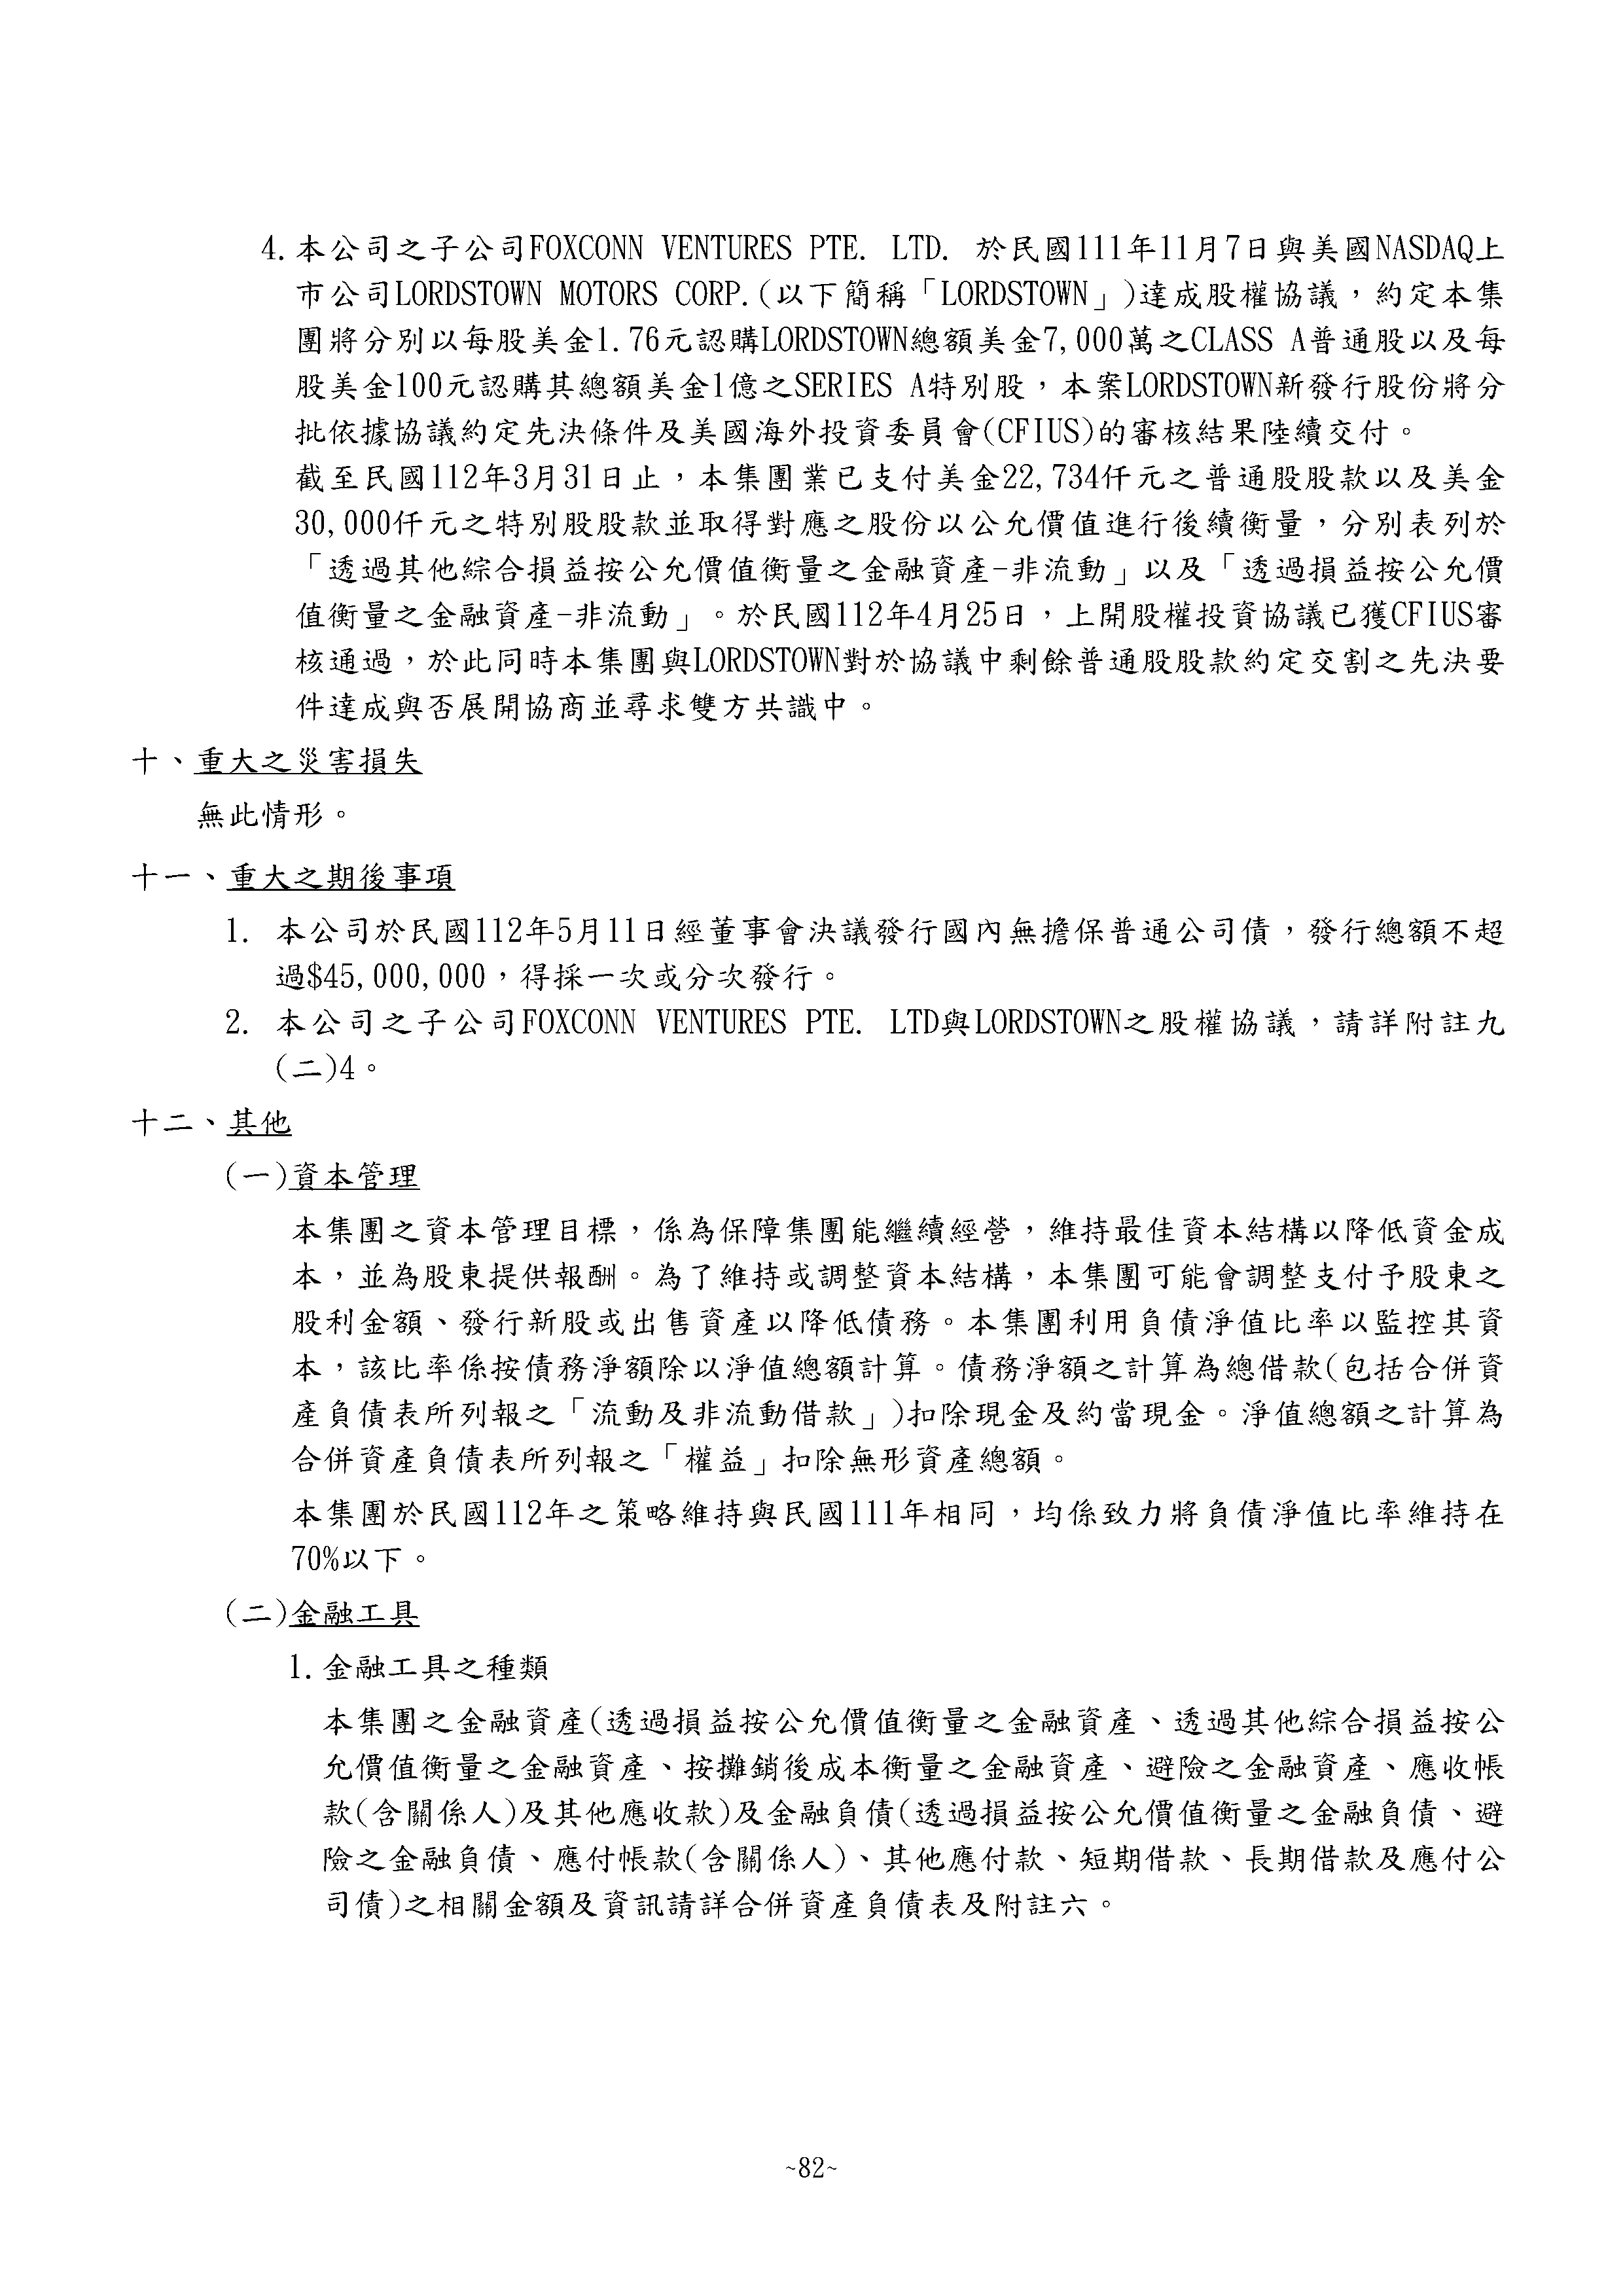 4.本公司之子公司FOXCONN VENTURES PTE. LTD. 於民國111年11月7日與美國NASDAQ上
市公司LORDSTOWN MOTORS CORP.(以下簡稱「LORDSTOWN」)達成股權協議，約定本集
團將分別以每股美金1.76元認購LORDSTOWN總額美金7,000萬之CLASS A普通股以及每
股美金100元認購其總額美金1億之SERIES A特別股，本案LORDSTOWN新發行股份將分
批依據協議約定先決條件及美國海外投資委員會(CFIUS)的審核結果陸續交付。
截至民國112年3月31日止，本集團業已支付美金22,734仟元之普通股股款以及美金
30,000仟元之特別股股款並取得對應之股份以公允價值進行後續衡量，分別表列於
「透過其他綜合損益按公允價值衡量之金融資產-非流動」以及「透過損益按公允價
值衡量之金融資產-非流動」。於民國112年4月25日，上開股權投資協議已獲CFIUS審
核通過，於此同時本集團與LORDSTOWN對於協議中剩餘普通股股款約定交割之先決要
件達成與否展開協商並尋求雙方共識中。
十、重大之災害損失
無此情形。
十一、重大之期後事項
1. 本公司於民國112年5月11日經董事會決議發行國內無擔保普通公司債，發行總額不超
過$45,000,000，得採一次或分次發行。
2. 本公司之子公司FOXCONN VENTURES PTE. LTD與LORDSTOWN之股權協議，請詳附註九
(二)4。
十二、其他
(一)資本管理
本集團之資本管理目標，係為保障集團能繼續經營，維持最佳資本結構以降低資金成
本，並為股東提供報酬。為了維持或調整資本結構，本集團可能會調整支付予股東之
股利金額、發行新股或出售資產以降低債務。本集團利用負債淨值比率以監控其資
本，該比率係按債務淨額除以淨值總額計算。債務淨額之計算為總借款(包括合併資
產負債表所列報之「流動及非流動借款」)扣除現金及約當現金。淨值總額之計算為
合併資產負債表所列報之「權益」扣除無形資產總額。
本集團於民國112年之策略維持與民國111年相同，均係致力將負債淨值比率維持在
70%以下。
(二)金融工具
1.金融工具之種類
本集團之金融資產(透過損益按公允價值衡量之金融資產、透過其他綜合損益按公
允價值衡量之金融資產、按攤銷後成本衡量之金融資產、避險之金融資產、應收帳
款(含關係人)及其他應收款)及金融負債(透過損益按公允價值衡量之金融負債、避
險之金融負債、應付帳款(含關係人)、其他應付款、短期借款、長期借款及應付公
司債)之相關金額及資訊請詳合併資產負債表及附註六。
~82~